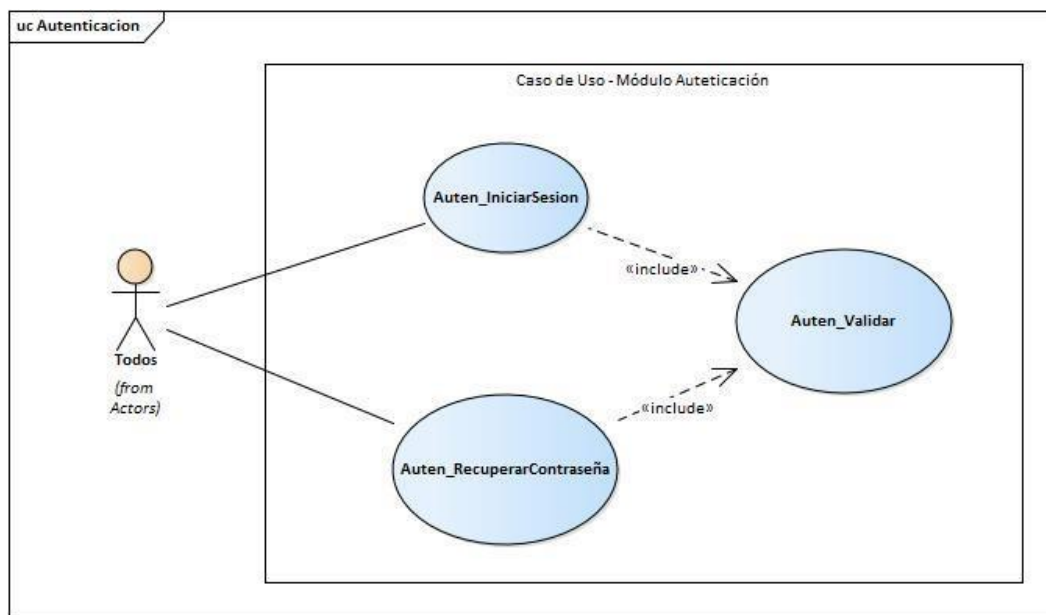 uc Autenticacion
Caso de Uso - Módulo Auteticación
Auten_IniciarSesion
«include»
Auten_Validar
Todos
(from
Actors)
«include»
Auten_RecuperarContraseña